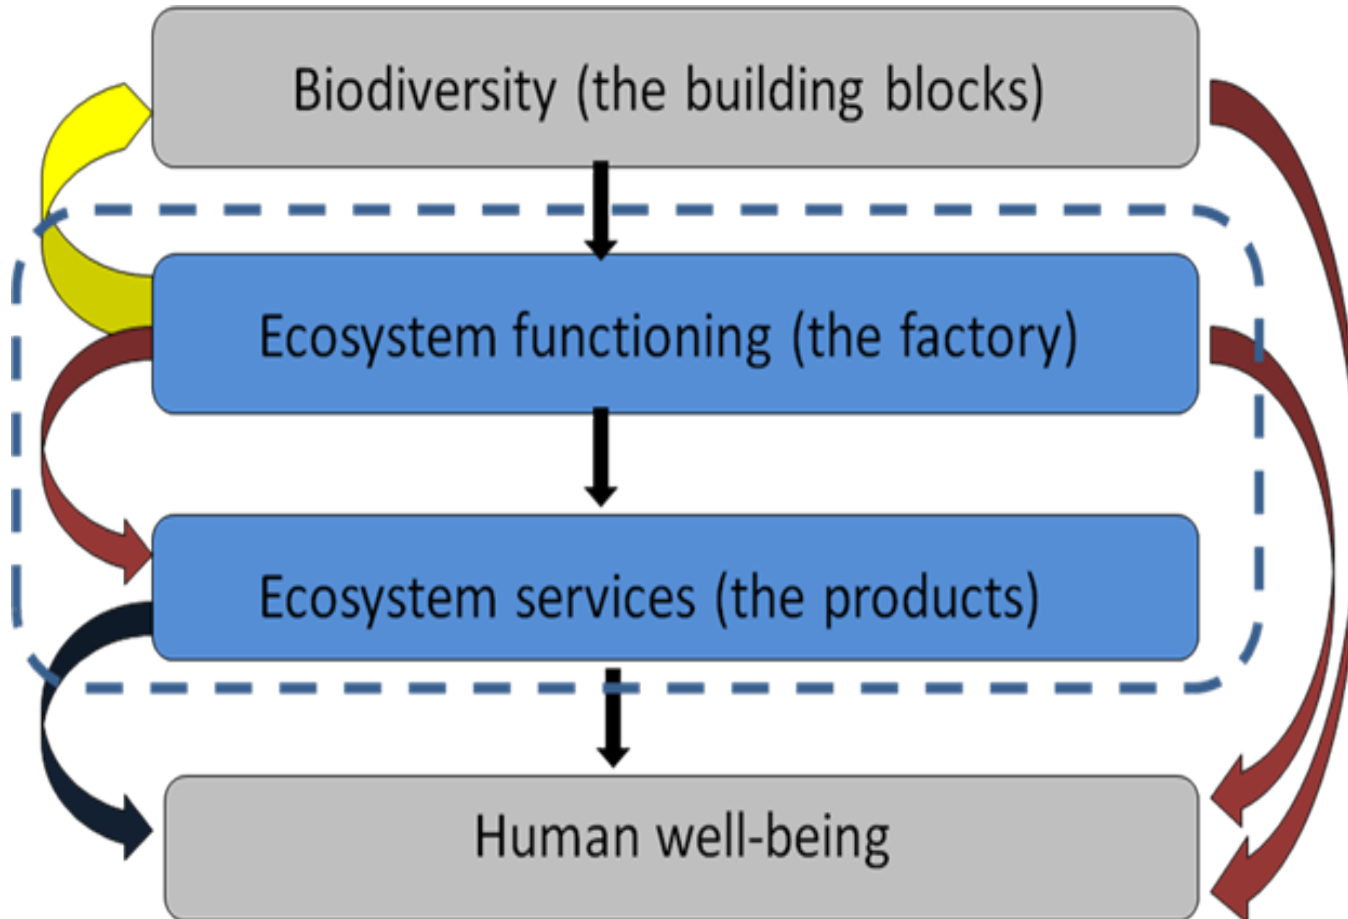 Biodiversity (the building blocks)
Ecosystem functioning (the factory)
Ecosystem services (the products)
Human well-being